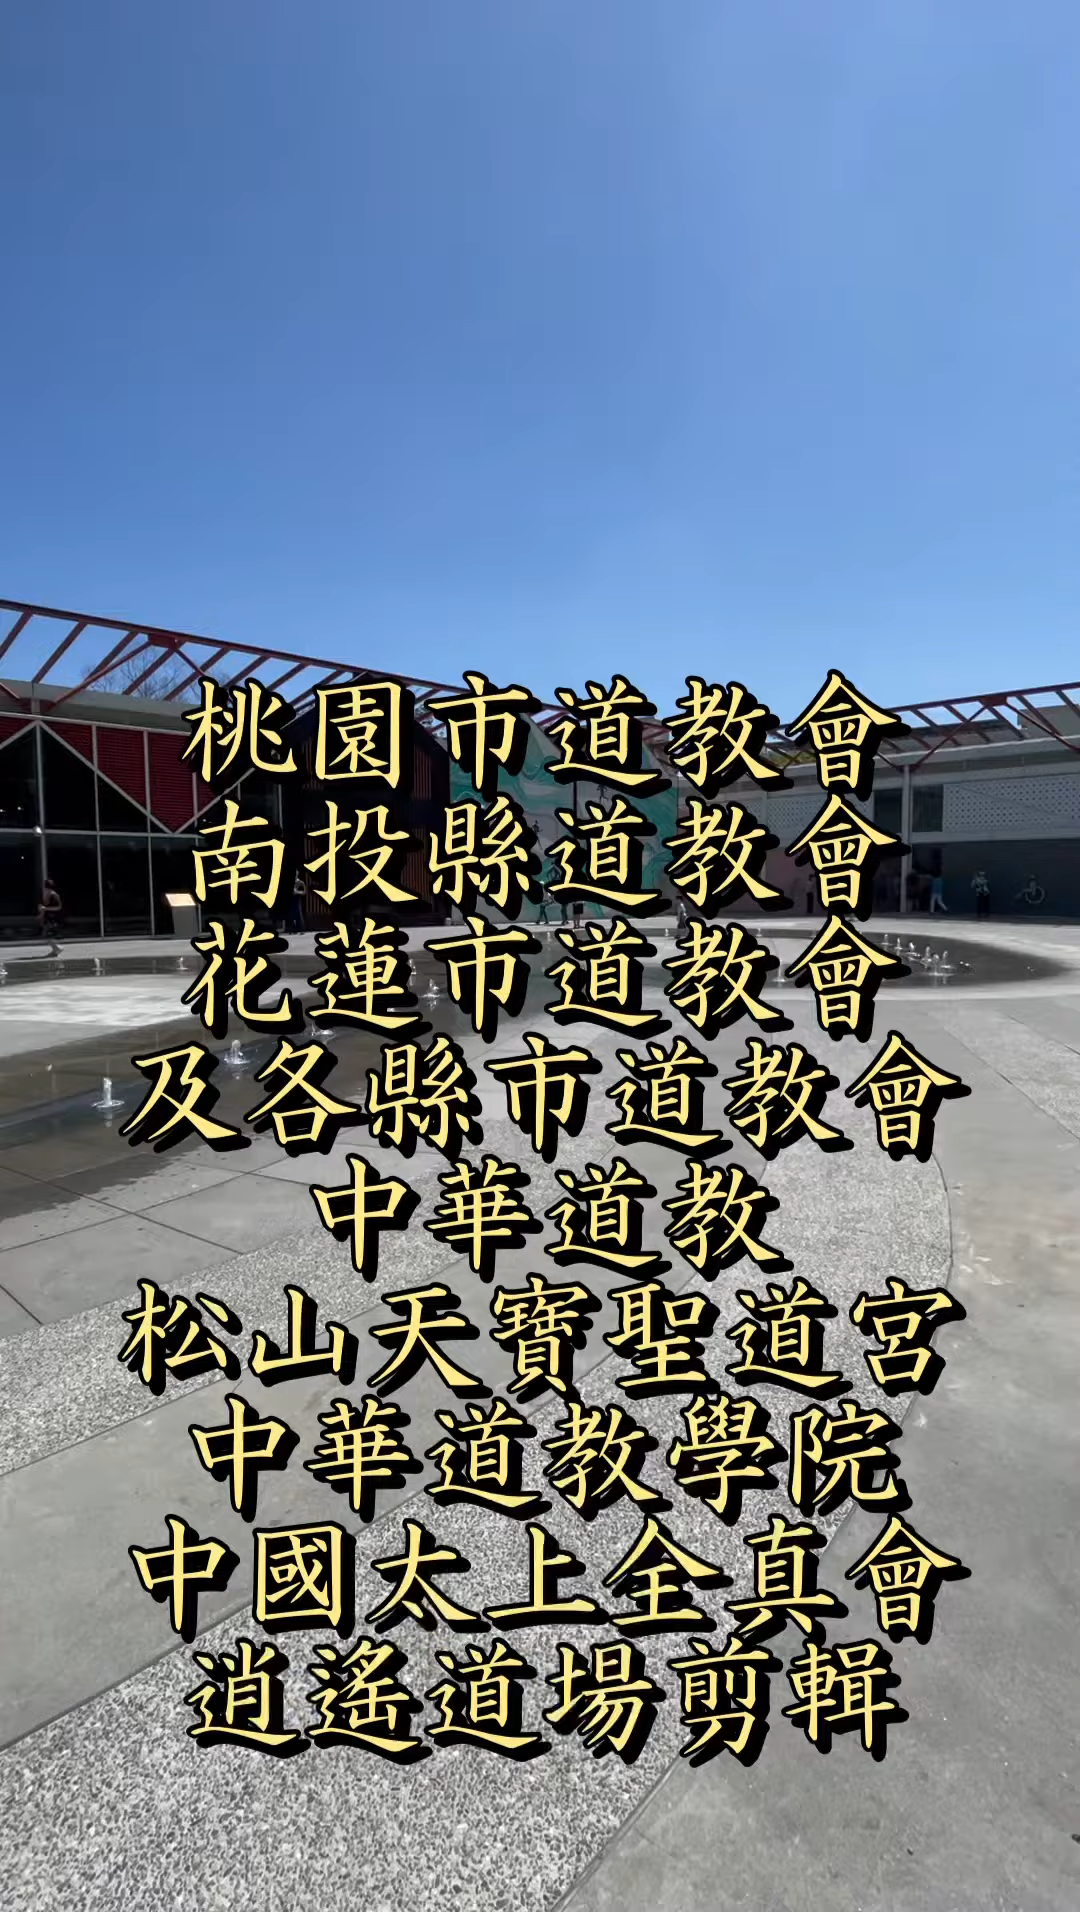 桃園市道教會
南投縣道教會
花蓮市道教會
及各縣市道教會
中華道教
松山天寶聖道宮
中華道教學院
中國太上全真會
逍遙道場剪輯